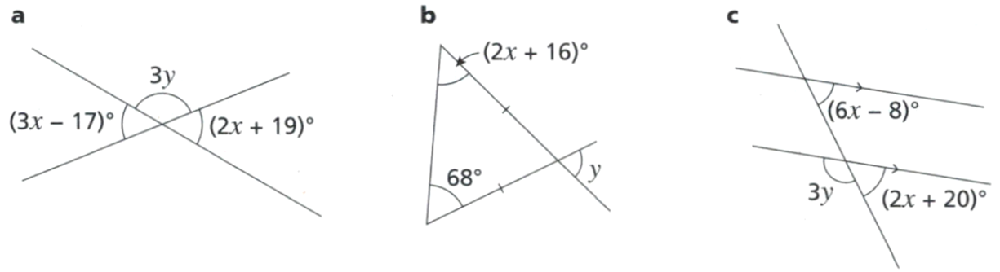 a
3y
(3x – 17)°
(2x + 19)°
b
(2x + 16)°
68°
y
c
(6x – 8)°
3y
(2x + 20)°